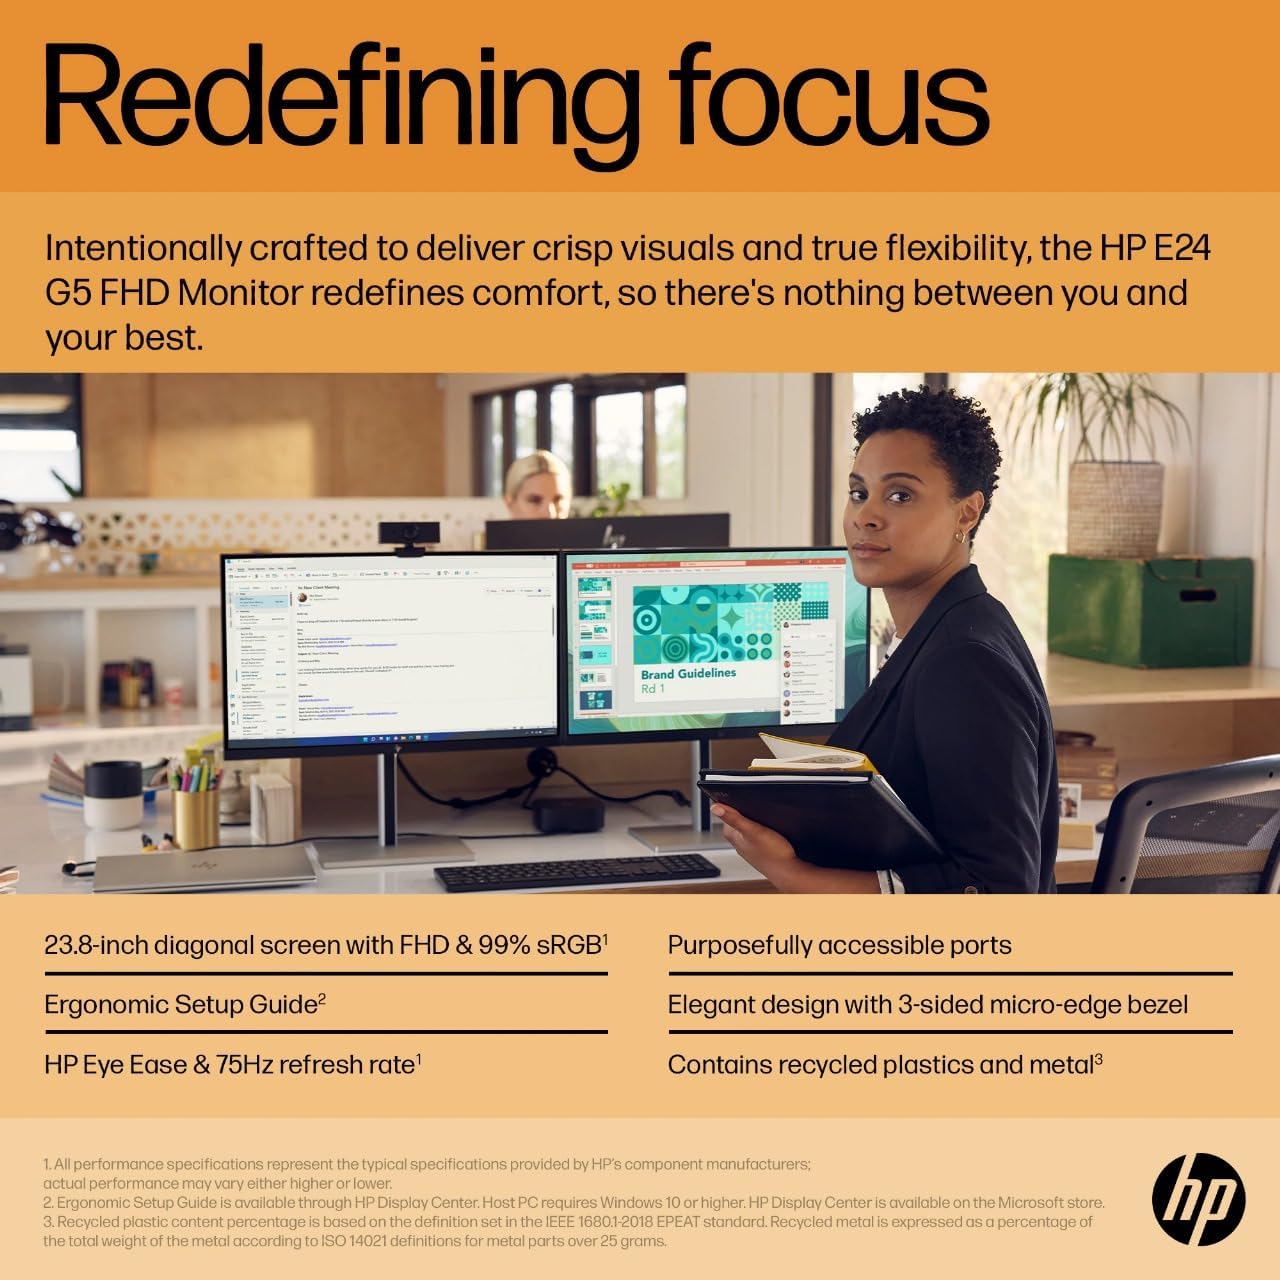 Redefining focus
Intentionally crafted to deliver crisp visuals and true flexibility, the HP E24
G5 FHD Monitor redefines comfort, so there's nothing between you and
your best.
hp
Brand Guidelines
Rd 1
23.8-inch diagonal screen with FHD & 99% sRGB¹
Ergonomic Setup Guide²
HP Eye Ease & 75Hz refresh rate¹
Purposefully accessible ports
Elegant design with 3-sided micro-edge bezel
Contains recycled plastics and metal³
1. All performance specifications represent the typical specifications provided by HP's component manufacturers;
actual performance may vary either higher or lower.
2. Ergonomic Setup Guide is available through HP Display Center. Host PC requires Windows 10 or higher. HP Display Center is available on the Microsoft store.
3. Recycled plastic content percentage is based on the definition set in the IEEE 1680.1-2018 EPEAT standard. Recycled metal is expressed as a percentage of
the total weight of the metal according to ISO 14021 definitions for metal parts over 25 grams.
hp